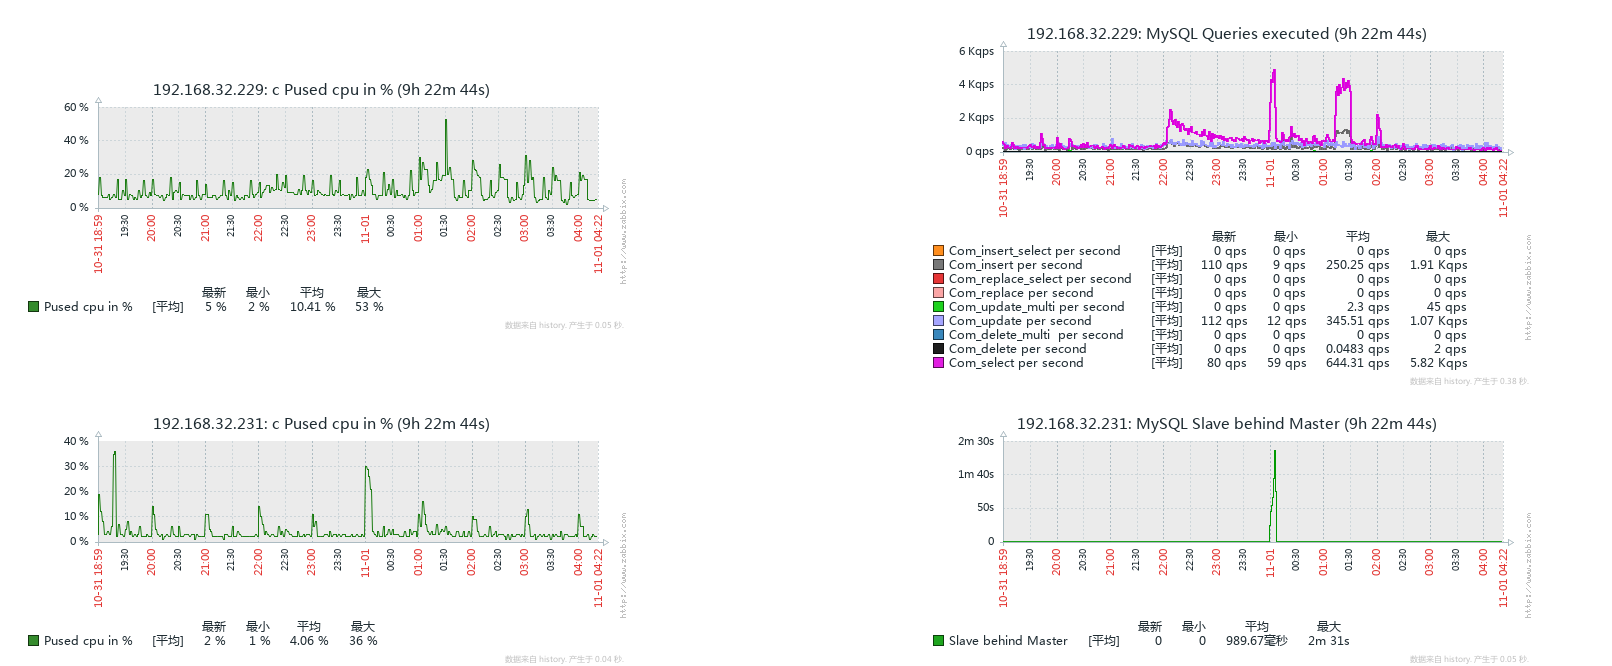 192.168.32.229: c Pused cpu in % (9h 22m 44s)
60 %
40 %
20 %
0 %
10-31 18:59
19:30
20:00
20:30
21:00
21:30
22:00
22:30
23:00
23:30
11-01
00:30
01:00
01:30
02:00
02:30
03:00
03:30
04:00
11-01 04:22
http://www.zabbix.com
最新 最小 平均 最大
Pused cpu in % [平均] 5 % 2 % 10.41 % 53 %
数据来自 history. 产生于 0.05 秒.
192.168.32.229: MySQL Queries executed (9h 22m 44s)
6 Kqps
4 Kqps
2 Kqps
0 qps
10-31 18:59
19:30
20:00
20:30
21:00
21:30
22:00
22:30
23:00
23:30
11-01
00:30
01:00
01:30
02:00
02:30
03:00
03:30
04:00
11-01 04:22
http://www.zabbix.com
最新 最小 平均 最大
Com_insert_select per second [平均] 0 qps 0 qps 0 qps 0 qps
Com_insert per second [平均] 110 qps 9 qps 250.25 qps 1.91 Kqps
Com_replace_select per second [平均] 0 qps 0 qps 0 qps 0 qps
Com_replace per second [平均] 0 qps 0 qps 0 qps 0 qps
Com_update_multi per second [平均] 0 qps 0 qps 2.3 qps 45 qps
Com_update per second [平均] 112 qps 12 qps 345.51 qps 1.07 Kqps
Com_delete_multi per second [平均] 0 qps 0 qps 0 qps 0 qps
Com_delete per second [平均] 0 qps 0 qps 0.0483 qps 2 qps
Com_select per second [平均] 80 qps 59 qps 644.31 qps 5.82 Kqps
数据来自 history. 产生于 0.38 秒.
192.168.32.231: c Pused cpu in % (9h 22m 44s)
40 %
30 %
20 %
10 %
0 %
10-31 18:59
19:30
20:00
20:30
21:00
21:30
22:00
22:30
23:00
23:30
11-01
00:30
01:00
01:30
02:00
02:30
03:00
03:30
04:00
11-01 04:22
http://www.zabbix.com
最新 最小 平均 最大
Pused cpu in % [平均] 2 % 1 % 4.06 % 36 %
数据来自 history. 产生于 0.04 秒.
192.168.32.231: MySQL Slave behind Master (9h 22m 44s)
2m 30s
1m 40s
50s
0
10-31 18:59
19:30
20:00
20:30
21:00
21:30
22:00
22:30
23:00
23:30
11-01
00:30
01:00
01:30
02:00
02:30
03:00
03:30
04:00
11-01 04:22
http://www.zabbix.com
最新 最小 平均 最大
Slave behind Master [平均] 0 0 989.67毫秒 2m 31s
数据来自 history. 产生于 0.05 秒.